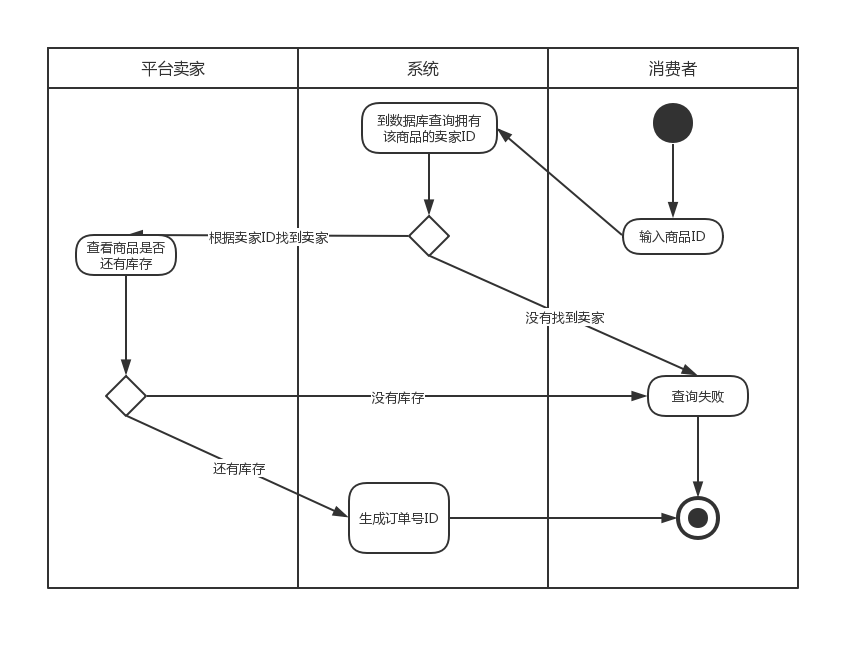 平台卖家
系统
消费者
到数据库查询拥有
该商品的卖家ID
输入商品ID
根据卖家ID找到卖家
查看商品是否
还有库存
没有找到卖家
没有库存
查询失败
还有库存
生成订单号ID